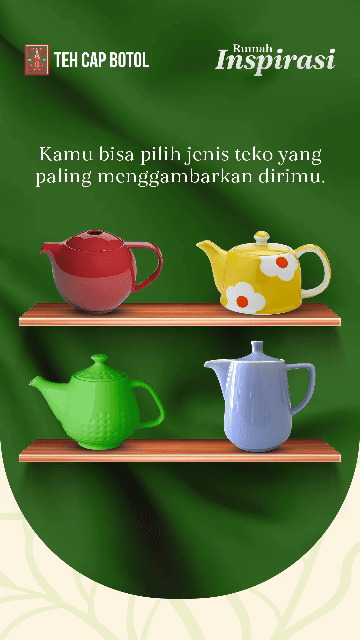 TEH CAP BOTOL
Rumah
Inspirasi
Kamu bisa pilih jenis teko yang
paling menggambarkan dirimu.